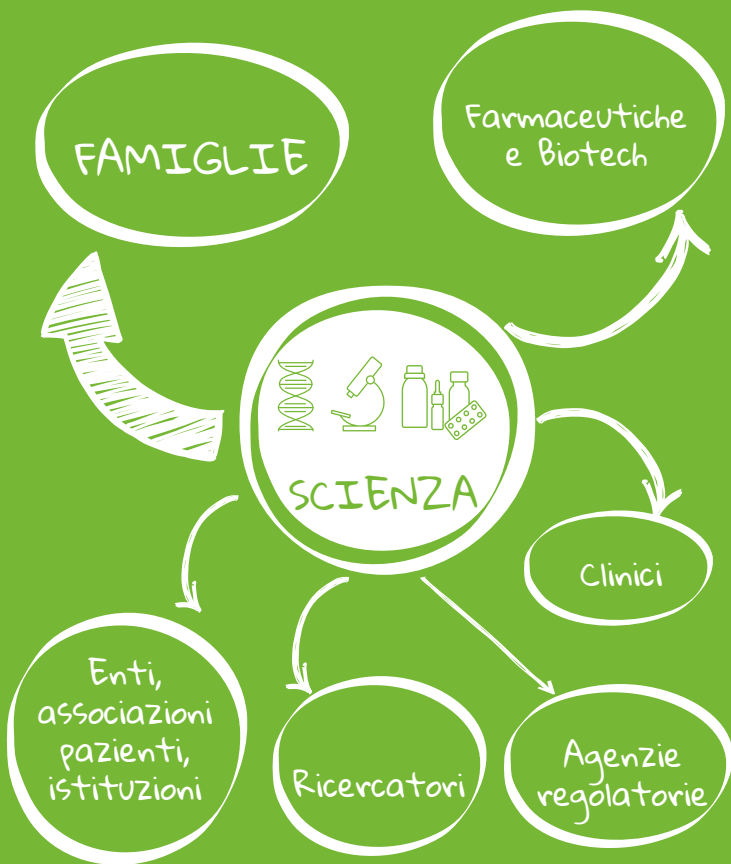 FAMIGLIE
Farmaceutiche
e Biotech
SCIENZA
Clinici
Enti,
associazioni
pazienti,
istituzioni
Ricercatori
Agenzie
regolatorie